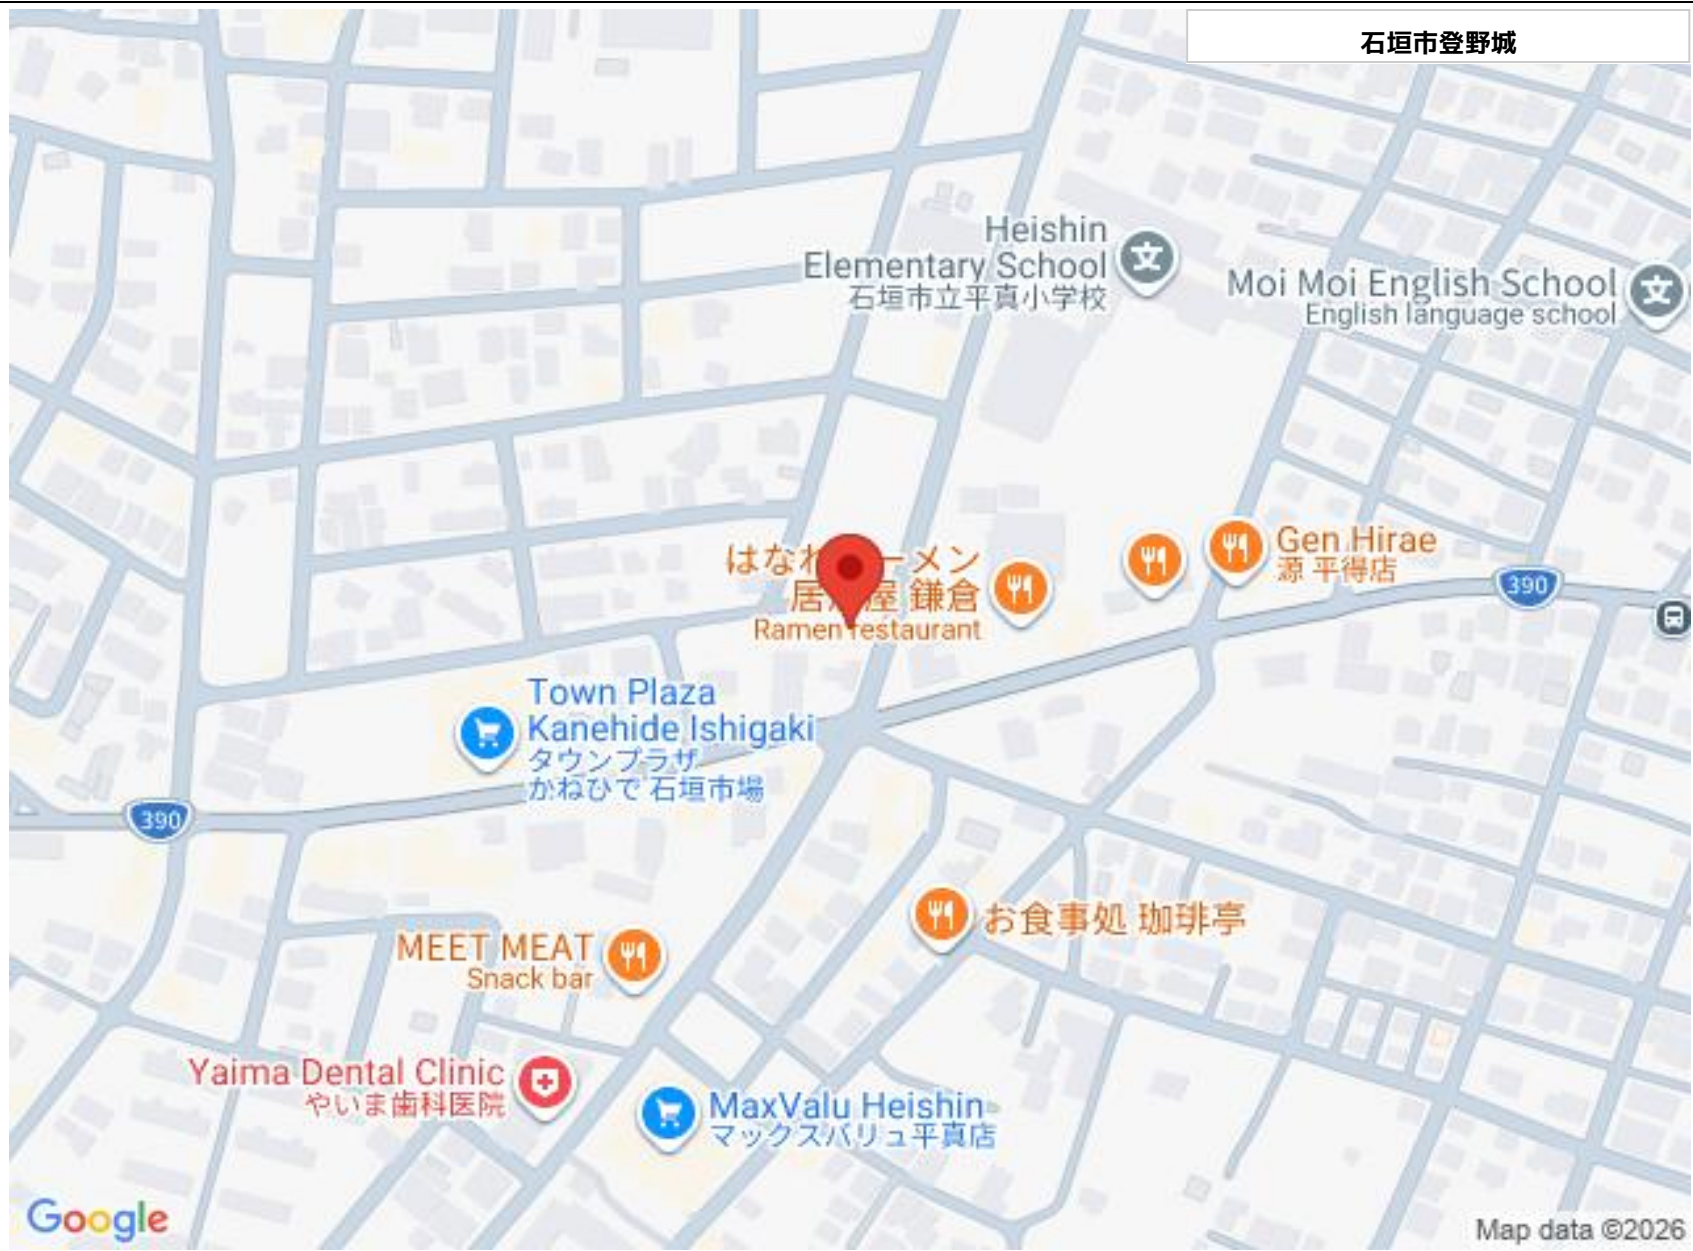 石垣市登野城
Heishin
Elementary School
石垣市立平真小学校
Moi Moi English School
English language school
Gen Hirae
源 平得店
390
鎌倉
Ramen restaurant
Town Plaza
Kanehide Ishigaki
タウンプラザ
かねひで 石垣市場
390
お食事処 珈琲亭
MEET MEAT
Snack bar
Yaima Dental Clinic
やいま歯科医院
MaxValu Heishin
マックスバリュ平真店
Google
Map data ©2026